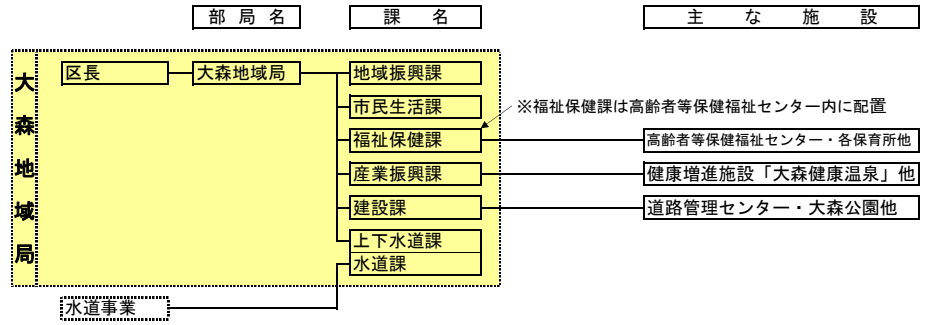 部局名 課名 主な施設
大森地域局
区長 大森地域局 地域振興課
市民生活課 ※福祉保健課は高齢者等保健福祉センター内に配置
福祉保健課 高齢者等保健福祉センター・各保育所他
産業振興課 健康増進施設「大森健康温泉」他
建設課 道路管理センター・大森公園他
上下水道課
水道課
水道事業